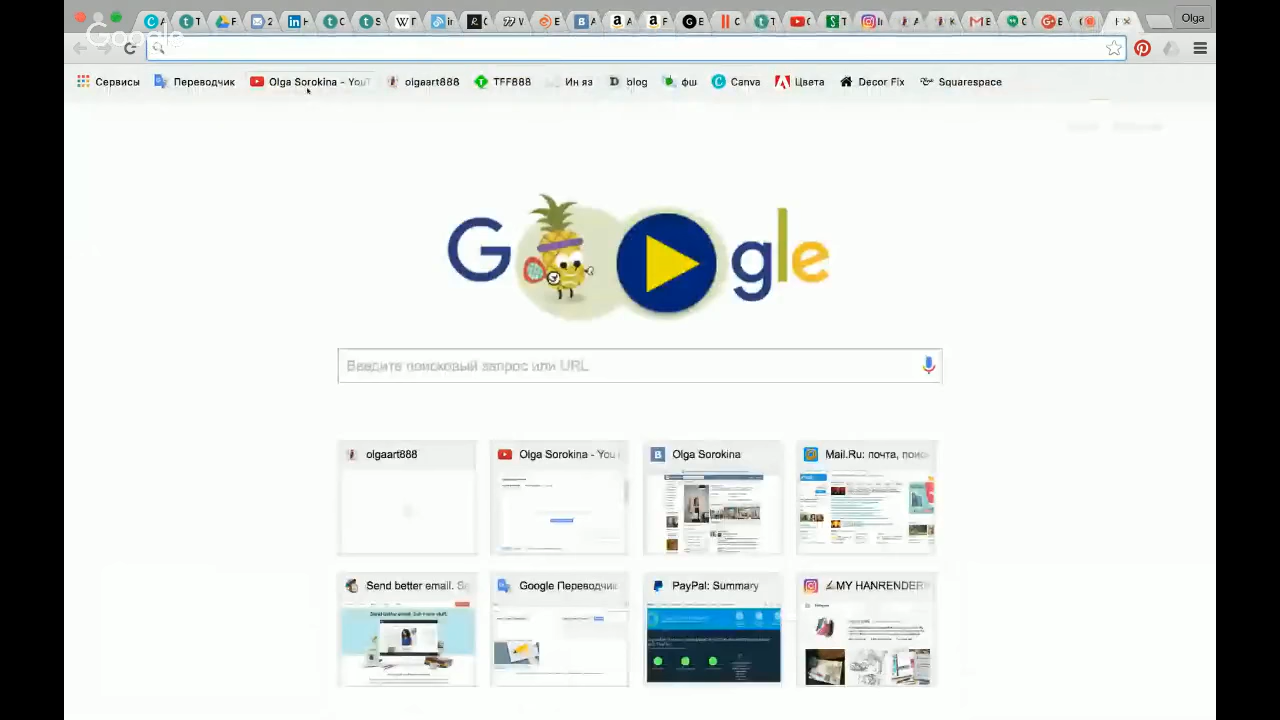 Olga
Google
Сервисы Переводчик Olga Sorokina - YouT olgaart888 TFF888 Ин яз blog фш Canva Цвета Decor Fix Squarespace
G gle
Введите поисковый запрос или URL
olgaart888 Olga Sorokina - You Olga Sorokina Mail.Ru: почта, поис
Send better email. S Google Переводчик PayPal: Summary MY HANRENDER